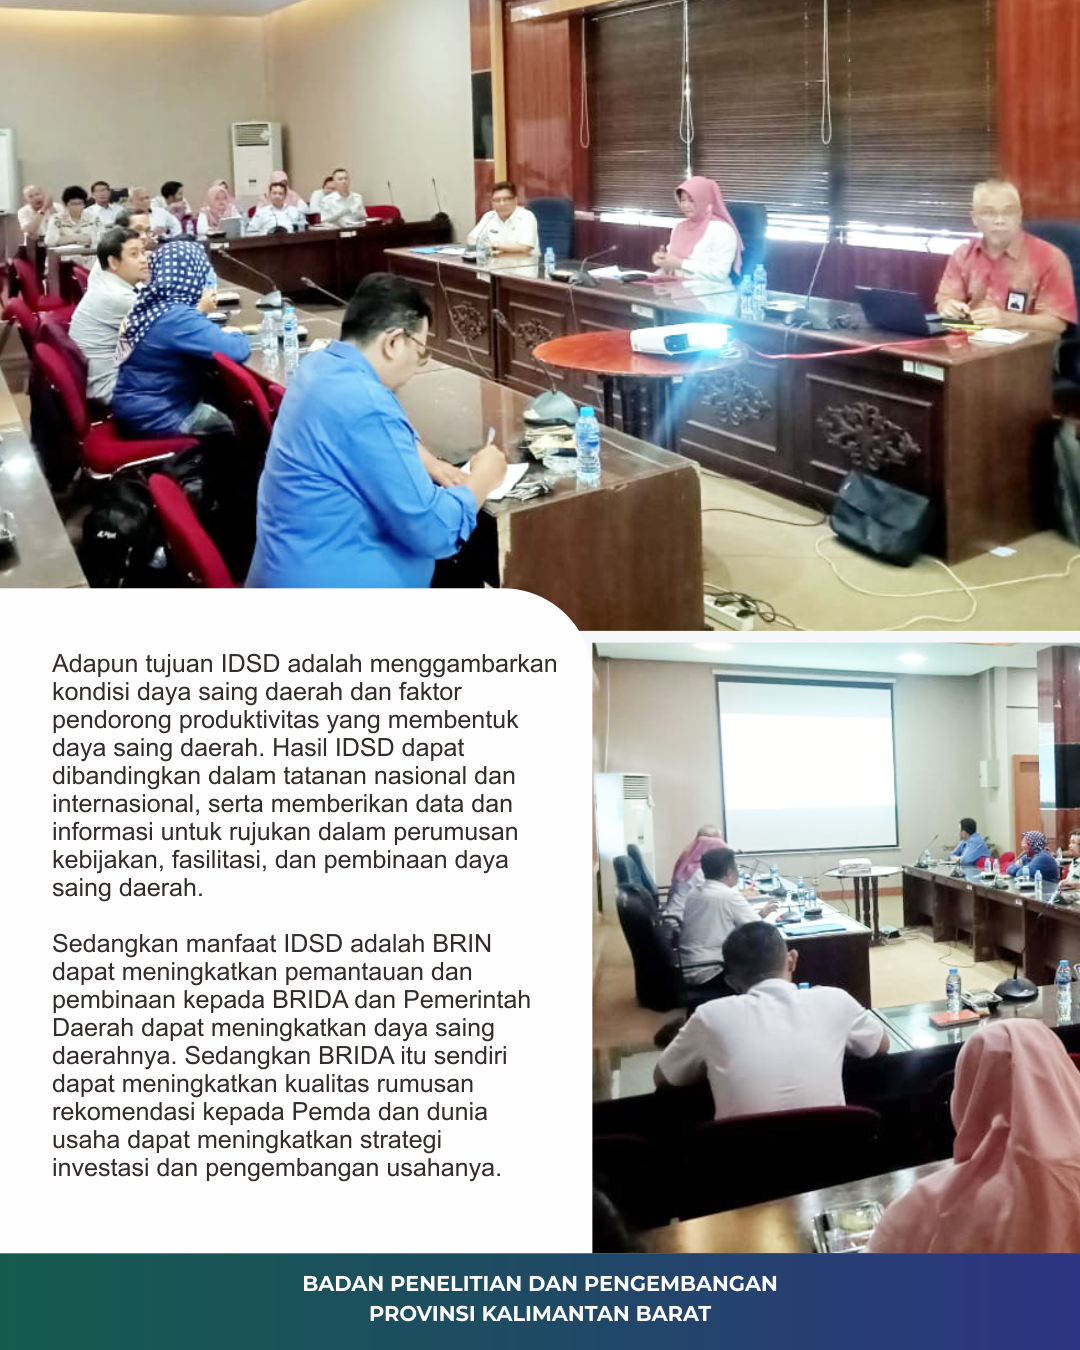 Adapun tujuan IDSD adalah menggambarkan
kondisi daya saing daerah dan faktor
pendorong produktivitas yang membentuk
daya saing daerah. Hasil IDSD dapat
dibandingkan dalam tatanan nasional dan
internasional, serta memberikan data dan
informasi untuk rujukan dalam perumusan
kebijakan, fasilitasi, dan pembinaan daya
saing daerah.
Sedangkan manfaat IDSD adalah BRIN
dapat meningkatkan pemantauan dan
pembinaan kepada BRIDA dan Pemerintah
Daerah dapat meningkatkan daya saing
daerahnya. Sedangkan BRIDA itu sendiri
dapat meningkatkan kualitas rumusan
rekomendasi kepada Pemda dan dunia
usaha dapat meningkatkan strategi
investasi dan pengembangan usahanya.
BADAN PENELITIAN DAN PENGEMBANGAN
PROVINSI KALIMANTAN BARAT